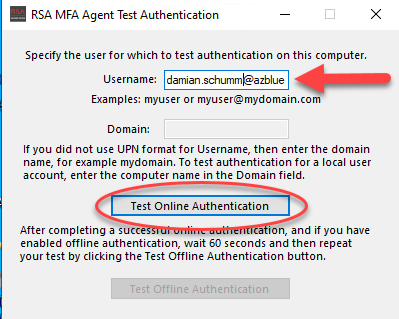 RSA MFA Agent Test Authentication
Specify the user for which to test authentication on this computer.
Username: damian.schumm@azblue
Examples: myuser or myuser@mydomain.com
Domain:
If you did not use UPN format for Username, then enter the domain
name, for example mydomain. To test authentication for a local user
account, enter the computer name in the Domain field.
Test Online Authentication
After completing a successful online authentication, and if you have
enabled offline authentication, wait 60 seconds and then repeat
your test by clicking the Test Offline Authentication button.
Test Offline Authentication